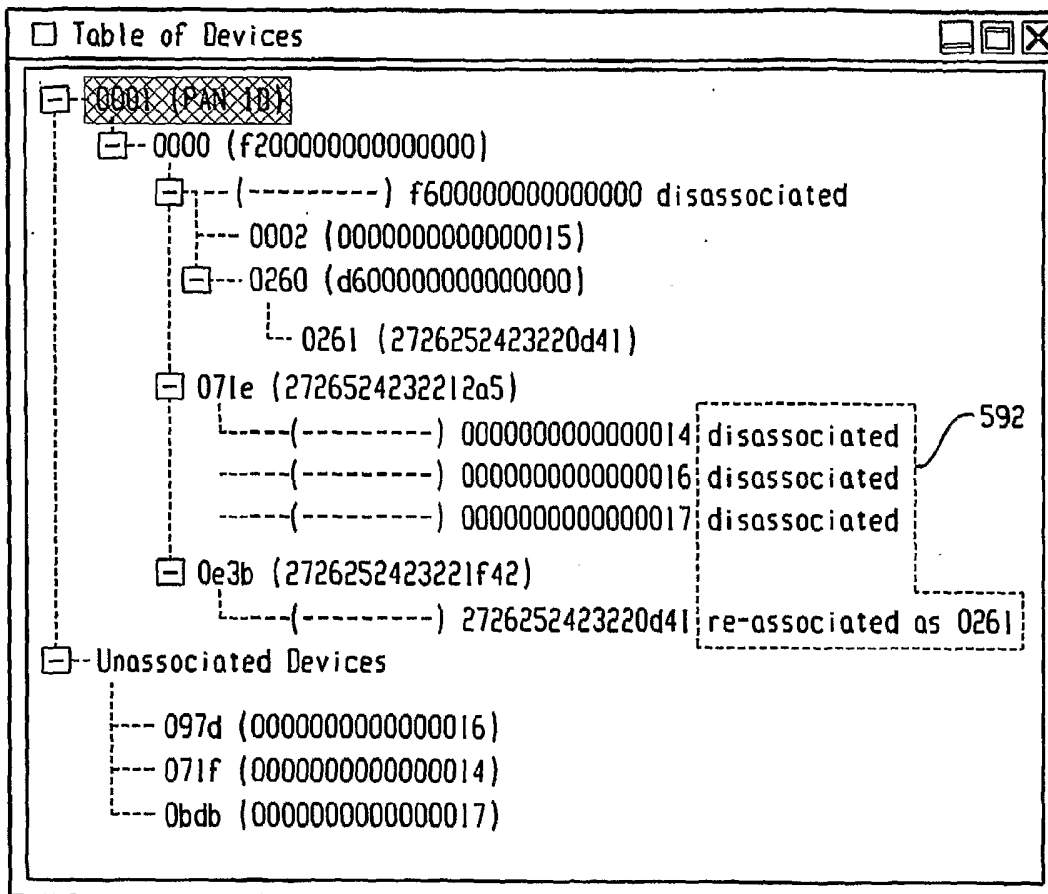 Table of Devices
0001 (PAN ID)
0000 (f200000000000000)
(---------) f600000000000000 disassociated
0002 (0000000000000015)
0260 (d600000000000000)
0261 (2726252423220d41)
071e (2726524232212a5)
(---------) 0000000000000014 disassociated
592
(---------) 0000000000000016 disassociated
(---------) 0000000000000017 disassociated
0e3b (2726252423221f42)
(---------) 2726252423220d41 re-associated as 0261
Unassociated Devices
097d (0000000000000016)
071f (0000000000000014)
0bdb (0000000000000017)